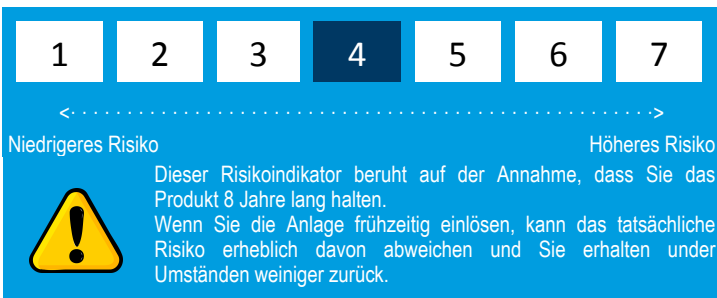 1 2 3 4 5 6 7
<· · · · · · · · · · · · · · · · · · · · · · · · · · · · · · · · · · · · · · · · · · · · · · · · · · · ·>
Niedrigeres Risiko Höheres Risiko
Dieser Risikoindikator beruht auf der Annahme, dass Sie das
Produkt 8 Jahre lang halten.
Wenn Sie die Anlage frühzeitig einlösen, kann das tatsächliche
Risiko erheblich davon abweichen und Sie erhalten under
Umständen weiniger zurück.
!